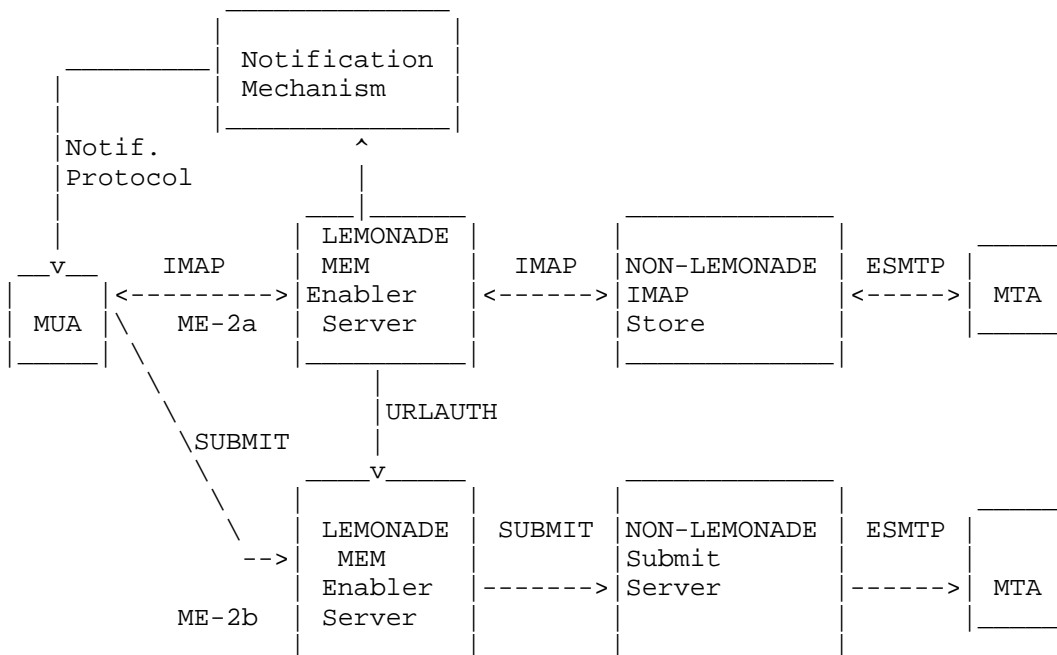 Notification
Mechanism
Notif.
Protocol
LEMONADE
IMAP MEM IMAP NON-LEMONADE ESMTP
Enabler IMAP MTA
MUA ME-2a Server Store
URLAUTH
SUBMIT
LEMONADE SUBMIT NON-LEMONADE ESMTP
MEM Submit
Enabler Server MTA
ME-2b Server